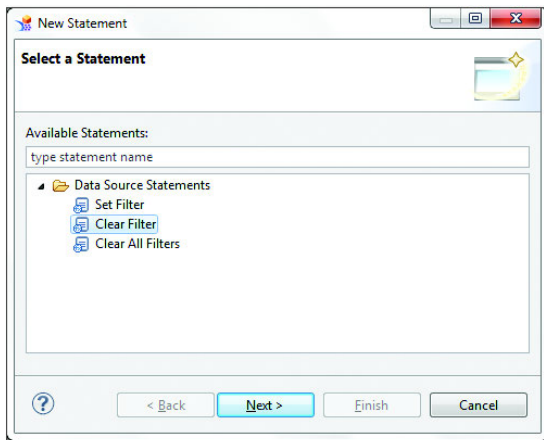 New Statement
Select a Statement
Available Statements:
type statement name
Data Source Statements
Set Filter
Clear Filter
Clear All Filters
? < Back Next > Finish Cancel